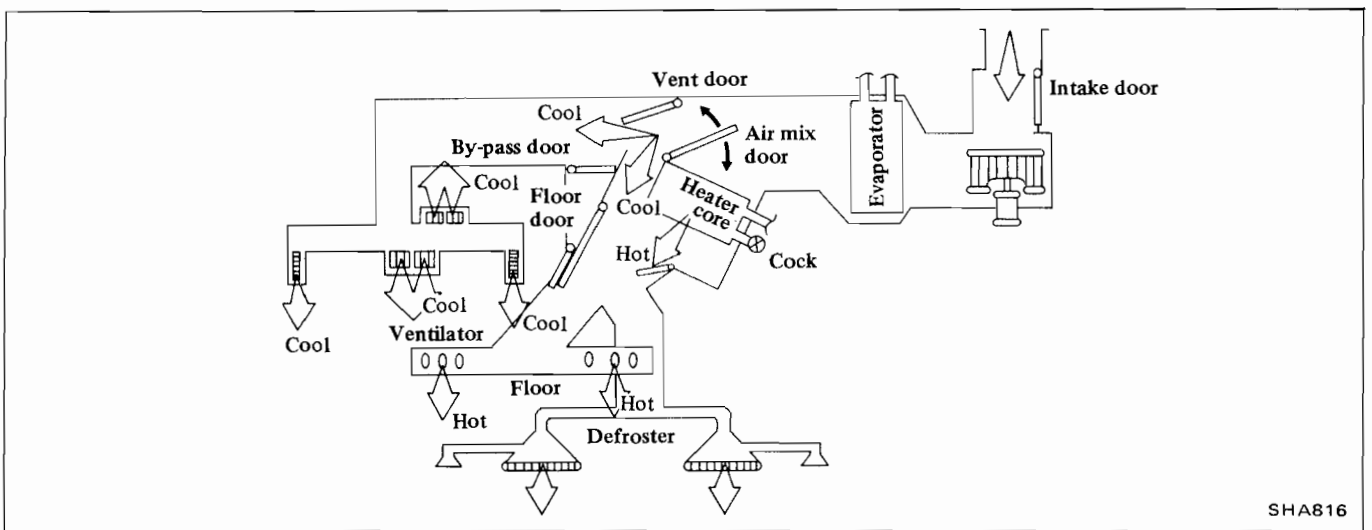 Vent door
Intake door
Cool
Air mix
door
By-pass door
Cool
Evaporator
Floor
door
Heater
core
Cool
Hot
Cock
Cool
Cool
Ventilator
Cool
Floor
Hot
Hot
Defroster
SHA816